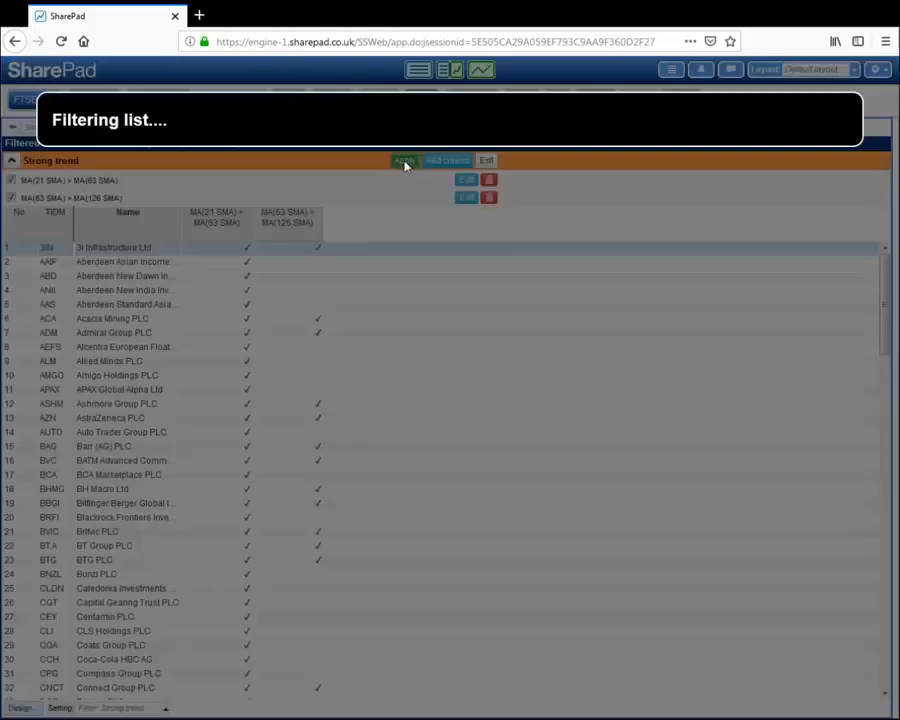 SharePad
https://engine-1.sharepad.co.uk/SSWeb/app.do;jsessionid=5E505CA29A059EF793C9AA9F360D2F27
SharePad
Layout: Default layout
FTSE
Filtering list....
Filtered
Strong trend Apply Add criteria Exit
MA(21 SMA) > MA(63 SMA) Edit
MA(63 SMA) > MA(126 SMA) Edit
No. TIDM Name MA(21 SMA) > MA(63 SMA) MA(63 SMA) > MA(126 SMA)
1 3IN 3i Infrastructure Ltd ✓ ✓
2 AAIF Aberdeen Asian Income... ✓
3 ABD Aberdeen New Dawn In... ✓
4 ANII Aberdeen New India Inv... ✓
5 AAS Aberdeen Standard Asia... ✓
6 ACA Acacia Mining PLC ✓ ✓
7 ADM Admiral Group PLC ✓ ✓
8 AEFS Alcentra European Float... ✓
9 ALM Allied Minds PLC ✓
10 AMGO Amigo Holdings PLC ✓
11 APAX APAX Global Alpha Ltd ✓
12 ASHM Ashmore Group PLC ✓ ✓
13 AZN AstraZeneca PLC ✓ ✓
14 AUTO Auto Trader Group PLC ✓
15 BAG Barr (AG) PLC ✓ ✓
16 BVC BATM Advanced Comm... ✓ ✓
17 BCA BCA Marketplace PLC ✓
18 BHMG BH Macro Ltd ✓ ✓
19 BBGI Bilfinger Berger Global I... ✓ ✓
20 BRFI Blackrock Frontiers Inve... ✓
21 BVIC Britvic PLC ✓ ✓
22 BT.A BT Group PLC ✓ ✓
23 BTG BTG PLC ✓ ✓
24 BNZL Bunzl PLC ✓
25 CLDN Caledonia Investments ... ✓
26 CGT Capital Gearing Trust PLC ✓
27 CEY Centamin PLC ✓
28 CLI CLS Holdings PLC ✓
29 COA Coats Group PLC ✓
30 CCH Coca-Cola HBC AG ✓
31 CPG Compass Group PLC ✓
32 CNCT Connect Group PLC ✓ ✓
Design... Setting: Filter: Strong trend